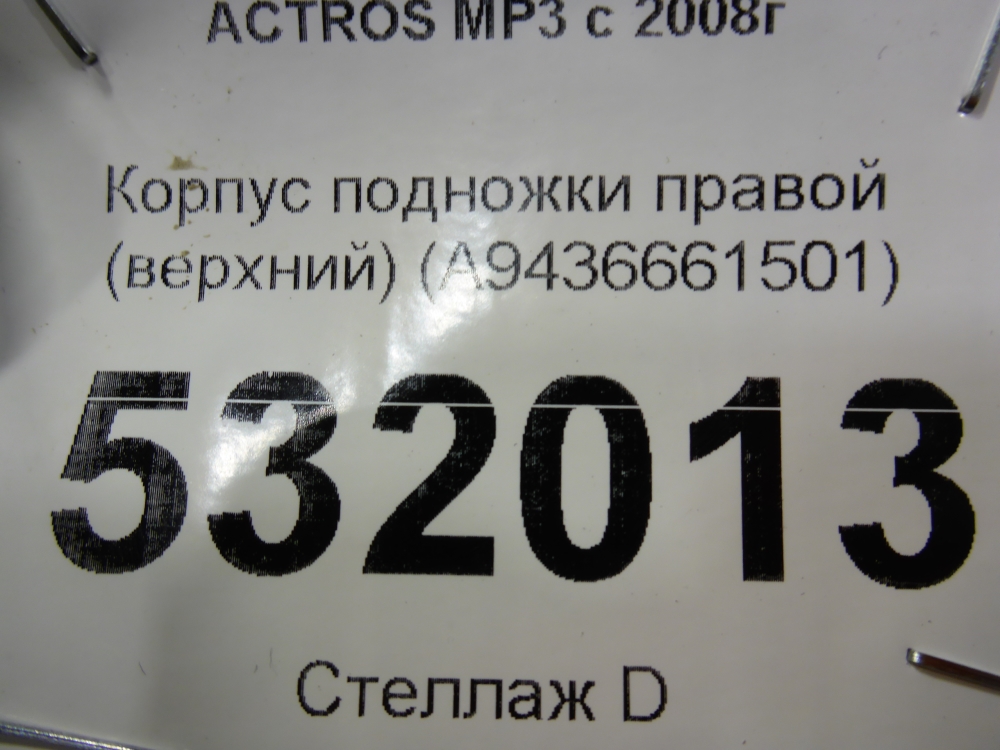 ACTROS MP3 с 2008г
Корпус подножки правой
(верхний) (A9436661501)
532013
Стеллаж D